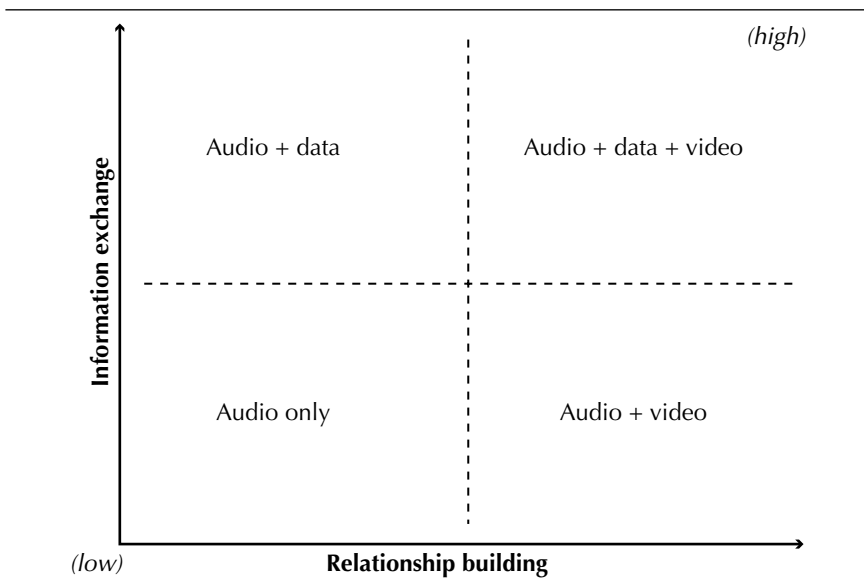 (high)
Audio + data
Audio + data + video
Information exchange
Audio only
Audio + video
(low)
Relationship building